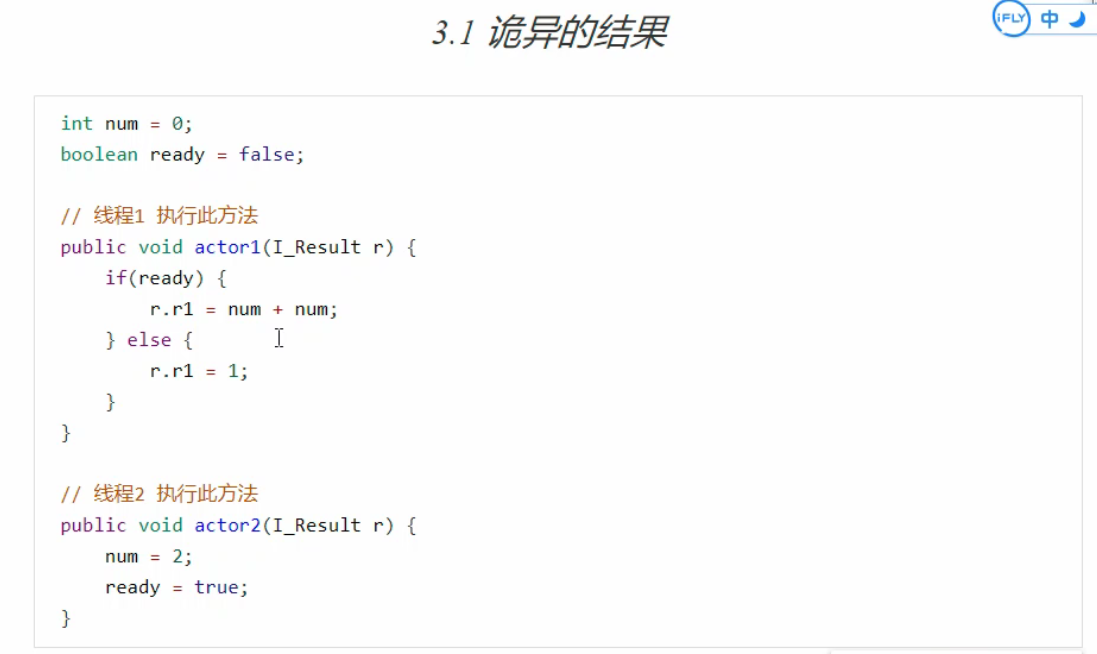 3.1 诡异的结果
iFLY 中
int num = 0;
boolean ready = false;
// 线程1 执行此方法
public void actor1(I_Result r) {
if(ready) {
r.r1 = num + num;
} else {
r.r1 = 1;
}
}
// 线程2 执行此方法
public void actor2(I_Result r) {
num = 2;
ready = true;
}